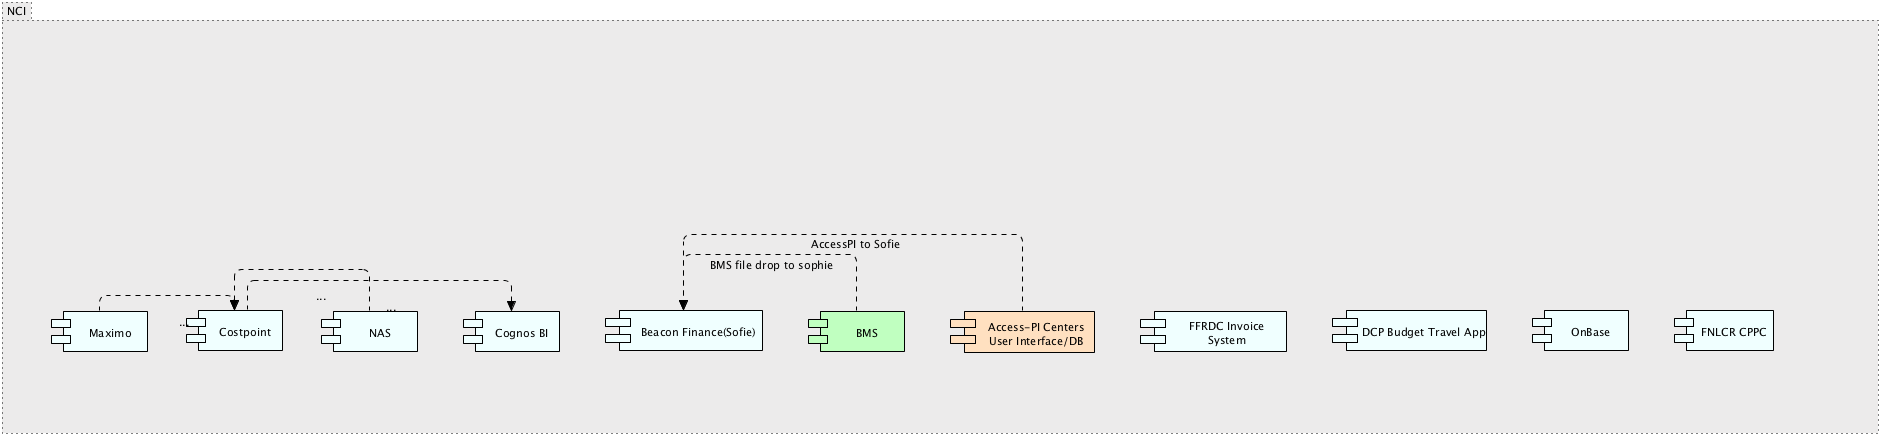 NCI
AccessPI to Sofie
BMS file drop to sophie
...
...
...
Maximo
Costpoint
NAS
Cognos BI
Beacon Finance(Sofie)
BMS
Access-PI Centers
User Interface/DB
FFRDC Invoice
System
DCP Budget Travel App
OnBase
FNLCR CPPC